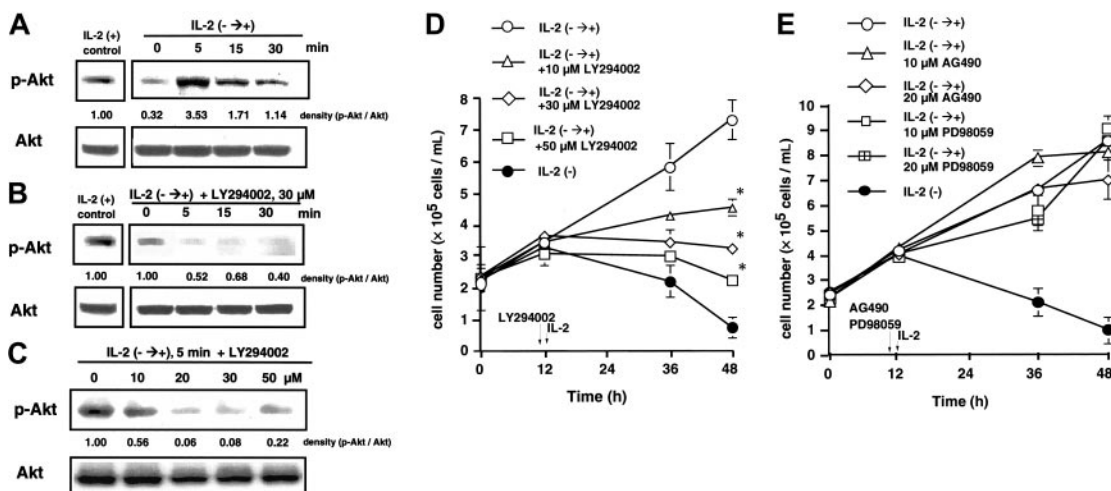 A
IL-2 (+)
control
IL-2 (- →+)
0 5 15 30 min
p-Akt
1.00 0.32 3.53 1.71 1.14 density (p-Akt / Akt)
Akt
B
IL-2 (+)
control
IL-2 (- →+) + LY294002, 30 µM
0 5 15 30 min
p-Akt
1.00 1.00 0.52 0.68 0.40 density (p-Akt / Akt)
Akt
C
IL-2 (- →+), 5 min + LY294002
0 10 20 30 50 µM
p-Akt
1.00 0.56 0.06 0.08 0.22 density (p-Akt / Akt)
Akt
D
IL-2 (- →+)
IL-2 (- →+)
+10 µM LY294002
IL-2 (- →+)
+30 µM LY294002
IL-2 (- →+)
+50 µM LY294002
IL-2 (-)
cell number (× 10⁵ cells / mL)
8
7
6
5
4
3
2
1
0
*
*
*
LY294002
IL-2
0 12 24 36 48
Time (h)
E
IL-2 (- →+)
IL-2 (- →+)
10 µM AG490
IL-2 (- →+)
20 µM AG490
IL-2 (- →+)
10 µM PD98059
IL-2 (- →+)
20 µM PD98059
IL-2 (-)
cell number (× 10⁵ cells / mL)
10
9
8
7
6
5
4
3
2
1
0
AG490
PD98059
IL-2
0 12 24 36 48
Time (h)